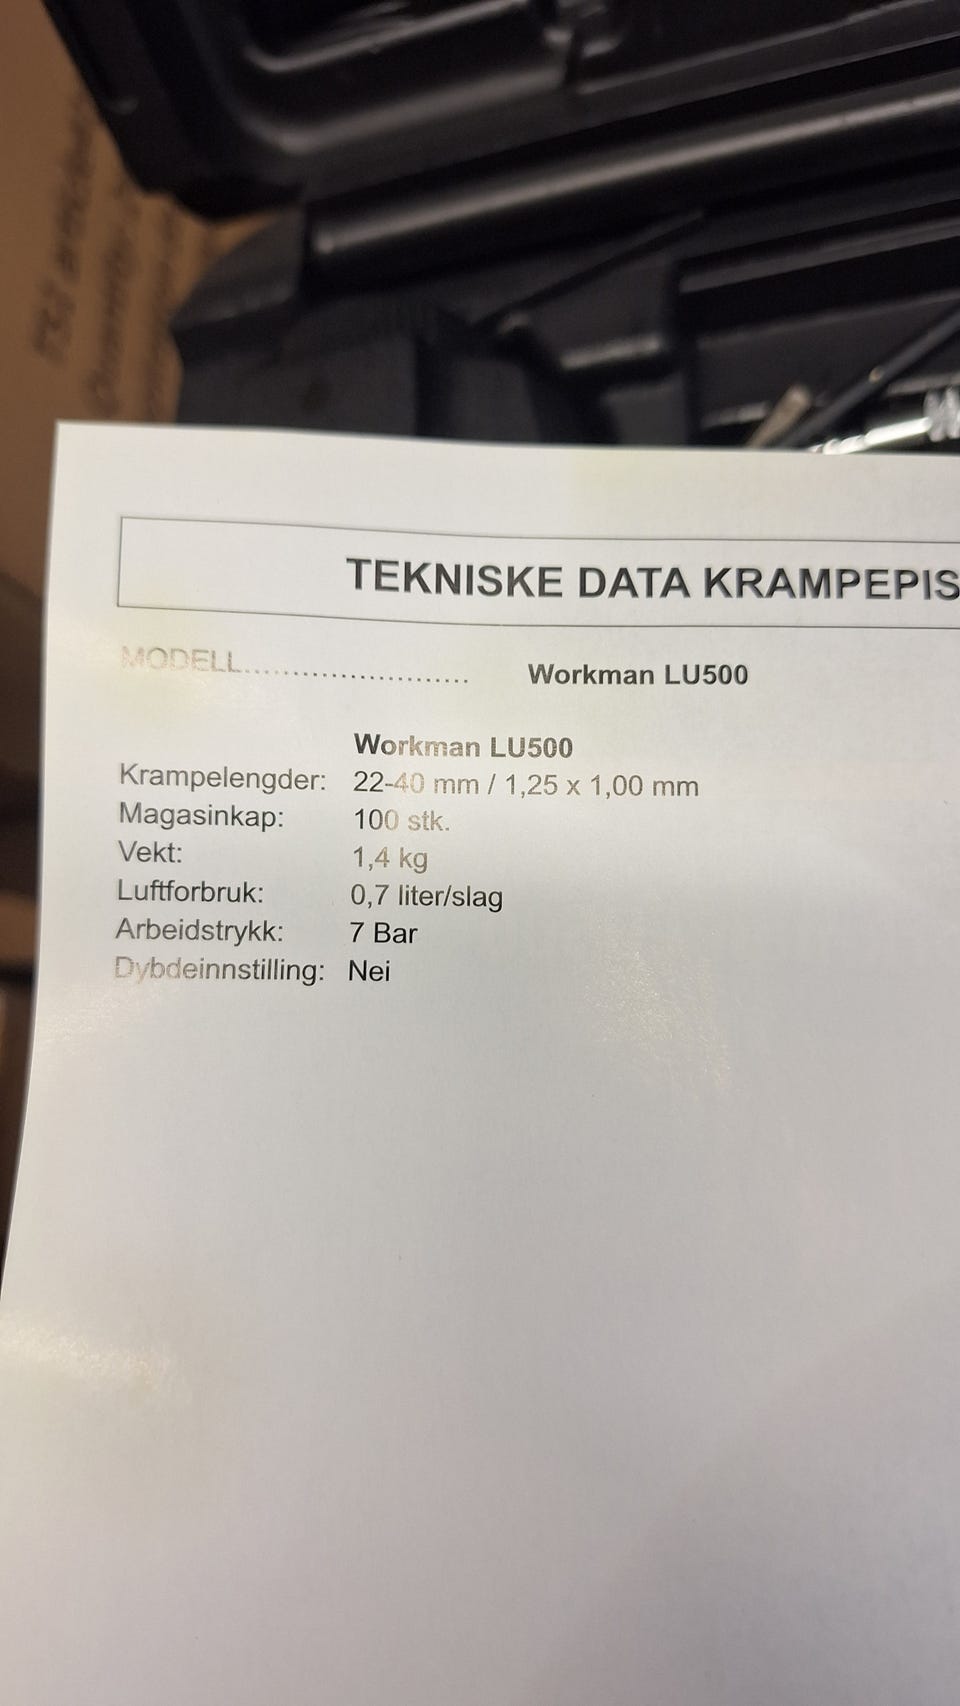 TEKNISKE DATA KRAMPEPIS
MODELL........................ Workman LU500
Workman LU500
Krampelengder: 22-40 mm / 1,25 x 1,00 mm
Magasinkap: 100 stk.
Vekt: 1,4 kg
Luftforbruk: 0,7 liter/slag
Arbeidstrykk: 7 Bar
Dybdeinnstilling: Nei